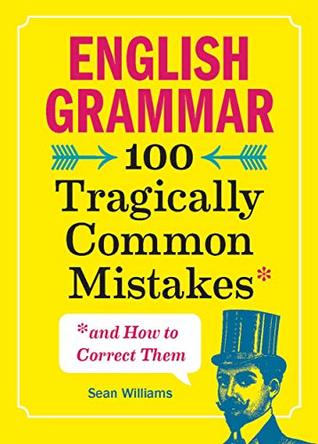 ENGLISH
GRAMMAR
100
Tragically
Common
Mistakes*
*and How to
Correct Them
Sean Williams